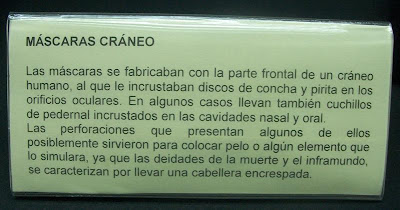 MÁSCARAS CRÁNEO
Las máscaras se fabricaban con la parte frontal de un cráneo
humano, al que le incrustaban discos de concha y pirita en los
orificios oculares. En algunos casos llevan también cuchillos
de pedernal incrustados en las cavidades nasal y oral.
Las perforaciones que presentan algunos de ellos
posiblemente sirvieron para colocar pelo o algún elemento que
lo simulara, ya que las deidades de la muerte y el inframundo,
se caracterizan por llevar una cabellera encrespada.